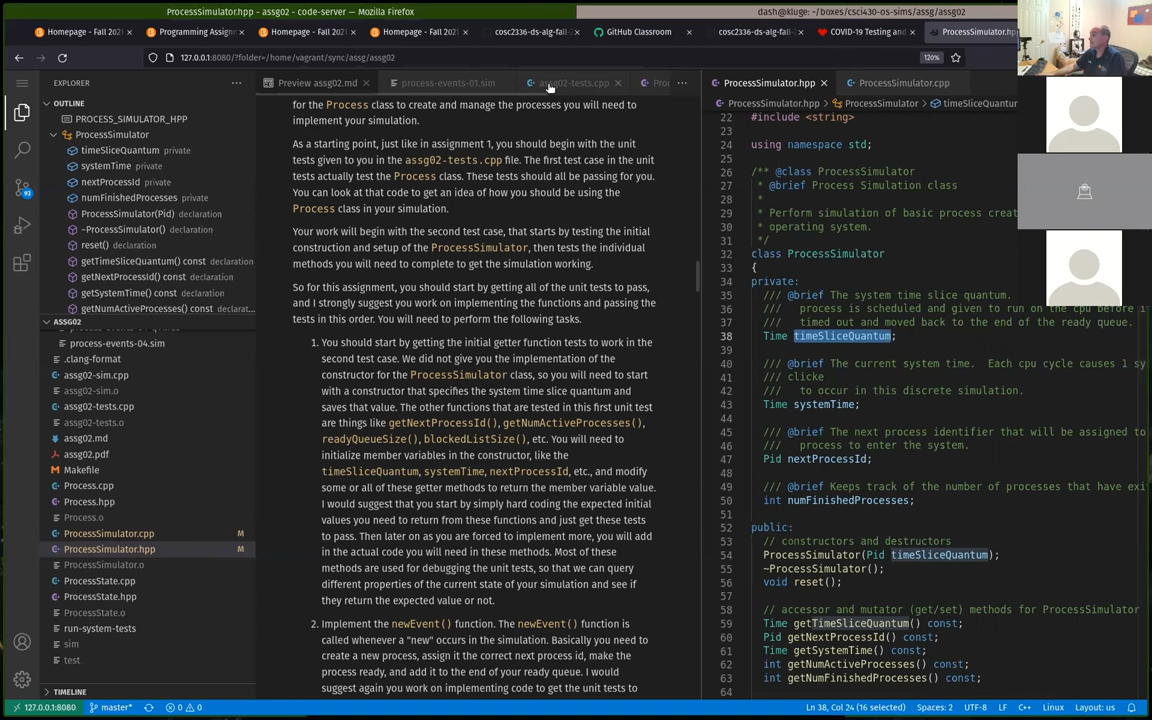 ProcessSimulator.hpp - assg02 - code-server — Mozilla Firefox
dash@kluge: ~/boxes/csci430-os-sims/assg/assg02
Homepage - Fall 202
Programming Assign
Homepage - Fall 202
Homepage - Fall 202
cosc2336-ds-alg-fall-2
GitHub Classroom
cosc2336-ds-alg-fall-2
COVID-19 Testing and
ProcessSimulator.hpp
127.0.0.1:8080/?folder=/home/vagrant/sync/assg/assg02
120%
EXPLORER
OUTLINE
PROCESS_SIMULATOR_HPP
ProcessSimulator
timeSliceQuantum private
systemTime private
nextProcessId private
numFinishedProcesses private
ProcessSimulator(Pid) declaration
~ProcessSimulator() declaration
reset() declaration
getTimeSliceQuantum() const declaration
getNextProcessId() const declaration
getSystemTime() const declaration
getNumActiveProcesses() const declarat...
ASSG02
process-events-04.sim
.clang-format
assg02-sim.cpp
assg02-sim.o
assg02-tests.cpp
assg02-tests.o
assg02.md
assg02.pdf
Makefile
Process.cpp
Process.hpp
Process.o
ProcessSimulator.cpp M
ProcessSimulator.hpp M
ProcessSimulator.o
ProcessState.cpp
ProcessState.hpp
ProcessState.o
run-system-tests
sim
test
TIMELINE
Preview assg02.md
process-events-01.sim
assg02-tests.cpp
for the Process class to create and manage the processes you will need to
implement your simulation.
As a starting point, just like in assignment 1, you should begin with the unit
tests given to you in the assg02-tests.cpp file. The first test case in the unit
tests actually test the Process class. These tests should all be passing for you.
You can look at that code to get an idea of how you should be using the
Process class in your simulation.
Your work will begin with the second test case, that starts by testing the initial
construction and setup of the ProcessSimulator, then tests the individual
methods you will need to complete to get the simulation working.
So for this assignment, you should start by getting all of the unit tests to pass,
and I strongly suggest you work on implementing the functions and passing the
tests in this order. You will need to perform the following tasks.
1. You should start by getting the initial getter function tests to work in the
second test case. We did not give you the implementation of the
constructor for the ProcessSimulator class, so you will need to start
with a constructor that specifies the system time slice quantum and
saves that value. The other functions that are tested in this first unit test
are things like getNextProcessId(), getNumActiveProcesses(),
readyQueueSize(), blockedListSize(), etc. You will need to
initialize member variables in the constructor, like the
timeSliceQuantum, systemTime, nextProcessId, etc., and modify
some or all of these getter methods to return the member variable value.
I would suggest that you start by simply hard coding the expected initial
values you need to return from these functions and just get these tests
to pass. Then later on as you are forced to implement more, you will add
in the actual code you will need in these methods. Most of these
methods are used for debugging the unit tests, so that we can query
different properties of the current state of your simulation and see if
they return the expected value or not.
2. Implement the newEvent() function. The newEvent() function is
called whenever a "new" occurs in the simulation. Basically you need to
create a new process, assign it the correct next process id, make the
process ready, and add it to the end of your ready queue. I would
suggest again you work on implementing code to get the unit tests to
ProcessSimulator.hpp
ProcessSimulator.cpp
ProcessSimulator.hpp > ProcessSimulator > timeSliceQuantum
22 #include <string>
23
24 using namespace std;
25
26 /** @class ProcessSimulator
27 * @brief Process Simulation class
28 *
29 * Perform simulation of basic process creat
30 * operating system.
31 */
32 class ProcessSimulator
33 {
34 private:
35 /// @brief The system time slice quantum.
36 /// process is scheduled and given to run on the cpu before i
37 /// timed out and moved back to the end of the ready queue.
38 Time timeSliceQuantum;
39
40 /// @brief The current system time. Each cpu cycle causes 1 sy
41 clicke
42 /// to occur in this discrete simulation.
43 Time systemTime;
44
45 /// @brief The next process identifier that will be assigned to
46 process to enter the system.
47 Pid nextProcessId;
48
49 /// @brief Keeps track of the number of processes that have exi
50 int numFinishedProcesses;
51
52 public:
53 // constructors and destructors
54 ProcessSimulator(Pid timeSliceQuantum);
55 ~ProcessSimulator();
56 void reset();
57
58 // accessor and mutator (get/set) methods for ProcessSimulator
59 Time getTimeSliceQuantum() const;
60 Pid getNextProcessId() const;
61 Time getSystemTime() const;
62 int getNumActiveProcesses() const;
63 int getNumFinishedProcesses() const;
64
127.0.0.1:8080
master*
0 0
Ln 38, Col 24 (16 selected)
Spaces: 2
UTF-8
LF
C++
Linux
Layout: us